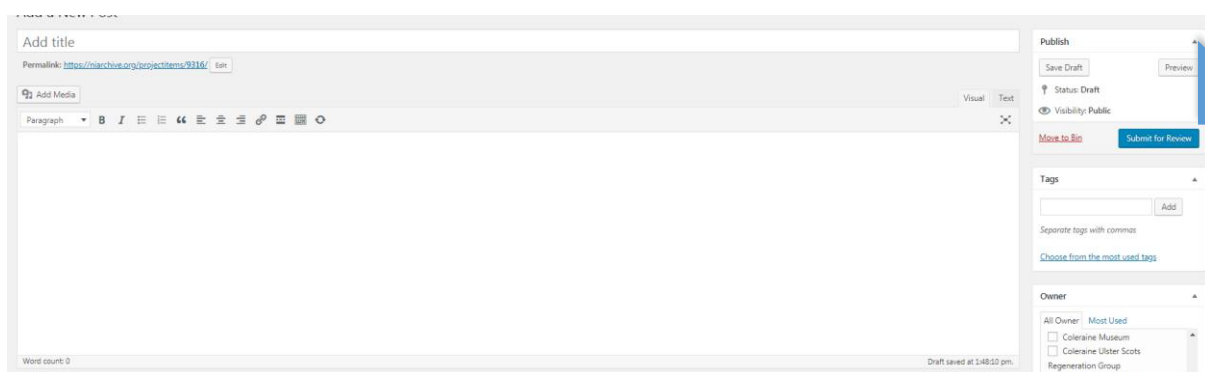 Add a New Post
Add title
Permalink: https://niarchive.org/projectitems/9316/ Edit
Add Media
Visual Text
Paragraph B I
Word count: 0
Draft saved at 1:48:10 pm.
Publish
Save Draft Preview
Status: Draft
Visibility: Public
Move to Bin Submit for Review
Tags
Add
Separate tags with commas
Choose from the most used tags
Owner
All Owner Most Used
Coleraine Museum
Coleraine Ulster Scots
Regeneration Group